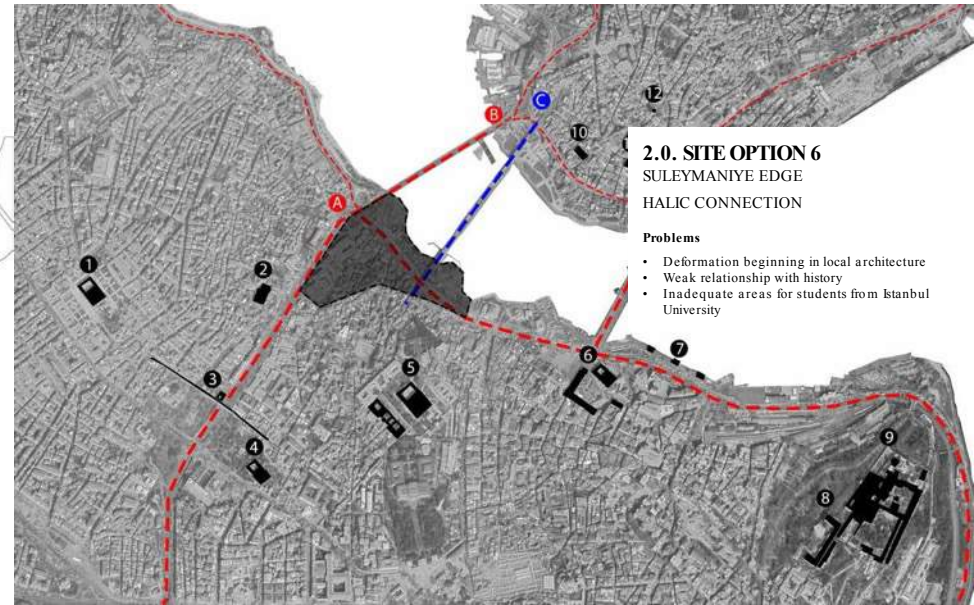 12
C
B
10
2.0. SITE OPTION 6
SULEYMANIYE EDGE
HALIC CONNECTION
Problems
• Deformation beginning in local architecture
• Weak relationship with history
• Inadequate areas for students from Istanbul
University
A
1
2
3
4
5
6
7
8
9